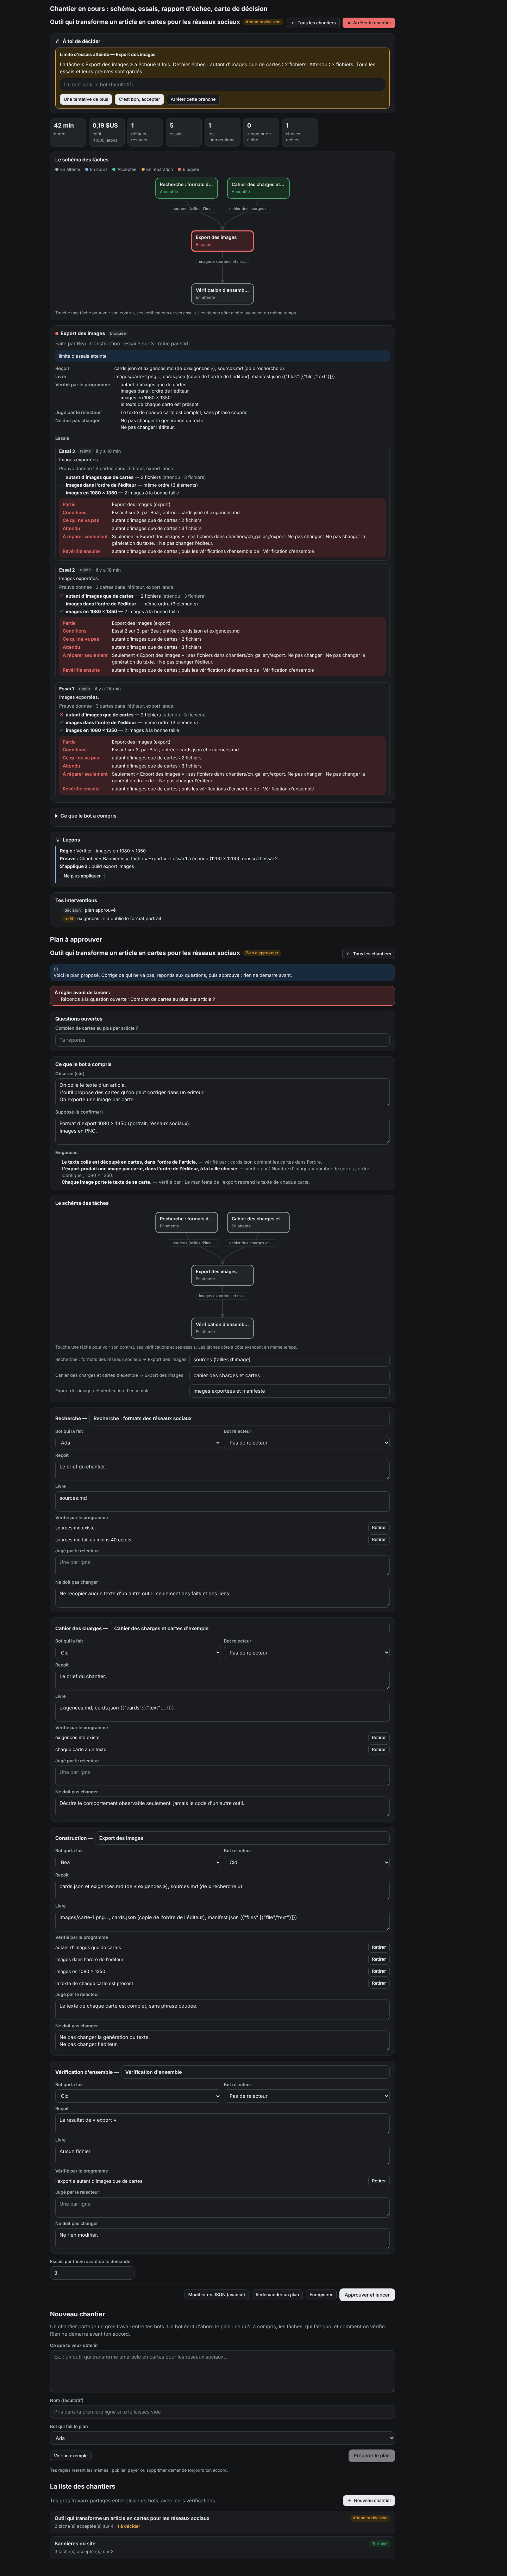 Chantier en cours : schéma, essais, rapport d'échec, carte de décision
Outil qui transforme un article en cartes pour les réseaux sociaux Attend ta décision ← Tous les chantiers Arrêter le chantier
À toi de décider
Limite d'essais atteinte — Export des images
La tâche « Export des images » a échoué 3 fois. Dernier échec : autant d'images que de cartes : 2 fichiers. Attendu : 3 fichiers. Tous les
essais et leurs preuves sont gardés.
Un mot pour le bot (facultatif)
Une tentative de plus C'est bon, accepter Arrêter cette branche
42 min 0,19 $US 1 5 1 0 1
durée coût défauts restants essais tes interventions « continue » à dire choses redites
Le schéma des tâches
En attente En cours Acceptée En réparation Bloquée
Recherche : formats d… Cahier des charges et…
Acceptée Acceptée
sources (tailles d'ima… cahier des charges et …
Export des images
Bloquée
images exportées et ma…
Vérification d'ensemb…
En attente
Touche une tâche pour voir son contrat, ses vérifications et ses essais. Les tâches côte à côte avancent en même temps.
Export des images Bloquée
Faite par Bea · Construction · essai 3 sur 3 · relue par Cid
limite d'essais atteinte
Reçoit cards.json et exigences.md (de « exigences »), sources.md (de « recherche »).
Livre images/carte-1.png…, cards.json (copie de l'ordre de l'éditeur), manifest.json ({"files":[{"file","text"}]})
Vérifié par le programme autant d'images que de cartes
images dans l'ordre de l'éditeur
images en 1080 × 1350
le texte de chaque carte est présent
Jugé par le relecteur Le texte de chaque carte est complet, sans phrase coupée.
Ne doit pas changer Ne pas changer la génération du texte.
Ne pas changer l'éditeur.
Essais
Essai 3 rejeté il y a 10 min
Images exportées.
Preuve donnée : 3 cartes dans l'éditeur, export lancé.
autant d'images que de cartes — 2 fichiers (attendu : 3 fichiers)
images dans l'ordre de l'éditeur — même ordre (3 éléments)
images en 1080 × 1350 — 2 images à la bonne taille
Partie Export des images (export)
Conditions Essai 3 sur 3, par Bea ; entrée : cards.json et exigences.md
Ce qui ne va pas autant d'images que de cartes : 2 fichiers
Attendu autant d'images que de cartes : 3 fichiers
À réparer seulement Seulement « Export des images » : ses fichiers dans chantiers/ch_gallery/export. Ne pas changer : Ne pas changer la
génération du texte. ; Ne pas changer l'éditeur.
Revérifié ensuite autant d'images que de cartes ; puis les vérifications d'ensemble de : Vérification d'ensemble
Essai 2 rejeté il y a 18 min
Images exportées.
Preuve donnée : 3 cartes dans l'éditeur, export lancé.
autant d'images que de cartes — 2 fichiers (attendu : 3 fichiers)
images dans l'ordre de l'éditeur — même ordre (3 éléments)
images en 1080 × 1350 — 2 images à la bonne taille
Partie Export des images (export)
Conditions Essai 2 sur 3, par Bea ; entrée : cards.json et exigences.md
Ce qui ne va pas autant d'images que de cartes : 2 fichiers
Attendu autant d'images que de cartes : 3 fichiers
À réparer seulement Seulement « Export des images » : ses fichiers dans chantiers/ch_gallery/export. Ne pas changer : Ne pas changer la
génération du texte. ; Ne pas changer l'éditeur.
Revérifié ensuite autant d'images que de cartes ; puis les vérifications d'ensemble de : Vérification d'ensemble
Essai 1 rejeté il y a 26 min
Images exportées.
Preuve donnée : 3 cartes dans l'éditeur, export lancé.
autant d'images que de cartes — 2 fichiers (attendu : 3 fichiers)
images dans l'ordre de l'éditeur — même ordre (3 éléments)
images en 1080 × 1350 — 2 images à la bonne taille
Partie Export des images (export)
Conditions Essai 1 sur 3, par Bea ; entrée : cards.json et exigences.md
Ce qui ne va pas autant d'images que de cartes : 2 fichiers
Attendu autant d'images que de cartes : 3 fichiers
À réparer seulement Seulement « Export des images » : ses fichiers dans chantiers/ch_gallery/export. Ne pas changer : Ne pas changer la
génération du texte. ; Ne pas changer l'éditeur.
Revérifié ensuite autant d'images que de cartes ; puis les vérifications d'ensemble de : Vérification d'ensemble
Ce que le bot a compris
Leçons
Règle : Vérifier : images en 1080 × 1350
Preuve : Chantier « Bannières », tâche « Export » : l'essai 1 a échoué (1200 × 1200), réussi à l'essai 2.
S'applique à : build export images
Ne plus appliquer
Tes interventions
décision plan approuvé
redit exigences : il a oublié le format portrait
Plan à approuver
Outil qui transforme un article en cartes pour les réseaux sociaux Plan à approuver ← Tous les chantiers
Voici le plan proposé. Corrige ce qui ne va pas, réponds aux questions, puis approuve : rien ne démarre avant.
À régler avant de lancer :
Réponds à la question ouverte : Combien de cartes au plus par article ?
Questions ouvertes
Combien de cartes au plus par article ?
Ta réponse
Ce que le bot a compris
Observé (sûr)
On colle le texte d'un article.
L'outil propose des cartes qu'on peut corriger dans un éditeur.
On exporte une image par carte.
Supposé (à confirmer)
Format d'export 1080 × 1350 (portrait, réseaux sociaux).
Images en PNG.
Exigences
Le texte collé est découpé en cartes, dans l'ordre de l'article. — vérifié par : cards.json contient les cartes dans l'ordre.
L'export produit une image par carte, dans l'ordre de l'éditeur, à la taille choisie. — vérifié par : Nombre d'images = nombre de cartes ; ordre
identique ; 1080 × 1350.
Chaque image porte le texte de sa carte. — vérifié par : Le manifeste de l'export reprend le texte de chaque carte.
Le schéma des tâches
Recherche : formats d… Cahier des charges et…
En attente En attente
sources (tailles d'ima… cahier des charges et …
Export des images
En attente
images exportées et ma…
Vérification d'ensemb…
En attente
Touche une tâche pour voir son contrat, ses vérifications et ses essais. Les tâches côte à côte avancent en même temps.
Recherche : formats des réseaux sociaux → Export des images sources (tailles d'image)
Cahier des charges et cartes d'exemple → Export des images cahier des charges et cartes
Export des images → Vérification d'ensemble images exportées et manifeste
Recherche — Recherche : formats des réseaux sociaux
Bot qui la fait Bot relecteur
Ada Pas de relecteur
Reçoit
Le brief du chantier.
Livre
sources.md
Vérifié par le programme
sources.md existe Retirer
sources.md fait au moins 40 octets Retirer
Jugé par le relecteur
Une par ligne
Ne doit pas changer
Ne recopier aucun texte d'un autre outil : seulement des faits et des liens.
Cahier des charges — Cahier des charges et cartes d'exemple
Bot qui la fait Bot relecteur
Cid Pas de relecteur
Reçoit
Le brief du chantier.
Livre
exigences.md, cards.json ({"cards":[{"text":…}]})
Vérifié par le programme
exigences.md existe Retirer
chaque carte a un texte Retirer
Jugé par le relecteur
Une par ligne
Ne doit pas changer
Décrire le comportement observable seulement, jamais le code d'un autre outil.
Construction — Export des images
Bot qui la fait Bot relecteur
Bea Cid
Reçoit
cards.json et exigences.md (de « exigences »), sources.md (de « recherche »).
Livre
images/carte-1.png…, cards.json (copie de l'ordre de l'éditeur), manifest.json ({"files":[{"file","text"}]})
Vérifié par le programme
autant d'images que de cartes Retirer
images dans l'ordre de l'éditeur Retirer
images en 1080 × 1350 Retirer
le texte de chaque carte est présent Retirer
Jugé par le relecteur
Le texte de chaque carte est complet, sans phrase coupée.
Ne doit pas changer
Ne pas changer la génération du texte.
Ne pas changer l'éditeur.
Vérification d'ensemble — Vérification d'ensemble
Bot qui la fait Bot relecteur
Cid Pas de relecteur
Reçoit
Le résultat de « export ».
Livre
Aucun fichier.
Vérifié par le programme
l'export a autant d'images que de cartes Retirer
Jugé par le relecteur
Une par ligne
Ne doit pas changer
Ne rien modifier.
Essais par tâche avant de te demander
3
Modifier en JSON (avancé) Redemander un plan Enregistrer Approuver et lancer
Nouveau chantier
Un chantier partage un gros travail entre tes bots. Un bot écrit d'abord le plan : ce qu'il a compris, les tâches, qui fait quoi et comment on vérifie.
Rien ne démarre avant ton accord.
Ce que tu veux obtenir
Ex. : un outil qui transforme un article en cartes pour les réseaux sociaux…
Nom (facultatif)
Pris dans la première ligne si tu le laisses vide
Bot qui fait le plan
Ada
Voir un exemple Préparer le plan
Tes règles restent les mêmes : publier, payer ou supprimer demande toujours ton accord.
La liste des chantiers
Tes gros travaux partagés entre plusieurs bots, avec leurs vérifications. + Nouveau chantier
Outil qui transforme un article en cartes pour les réseaux sociaux Attend ta décision
2 tâche(s) acceptée(s) sur 4 · 1 à décider
Bannières du site Terminé
3 tâche(s) acceptée(s) sur 3